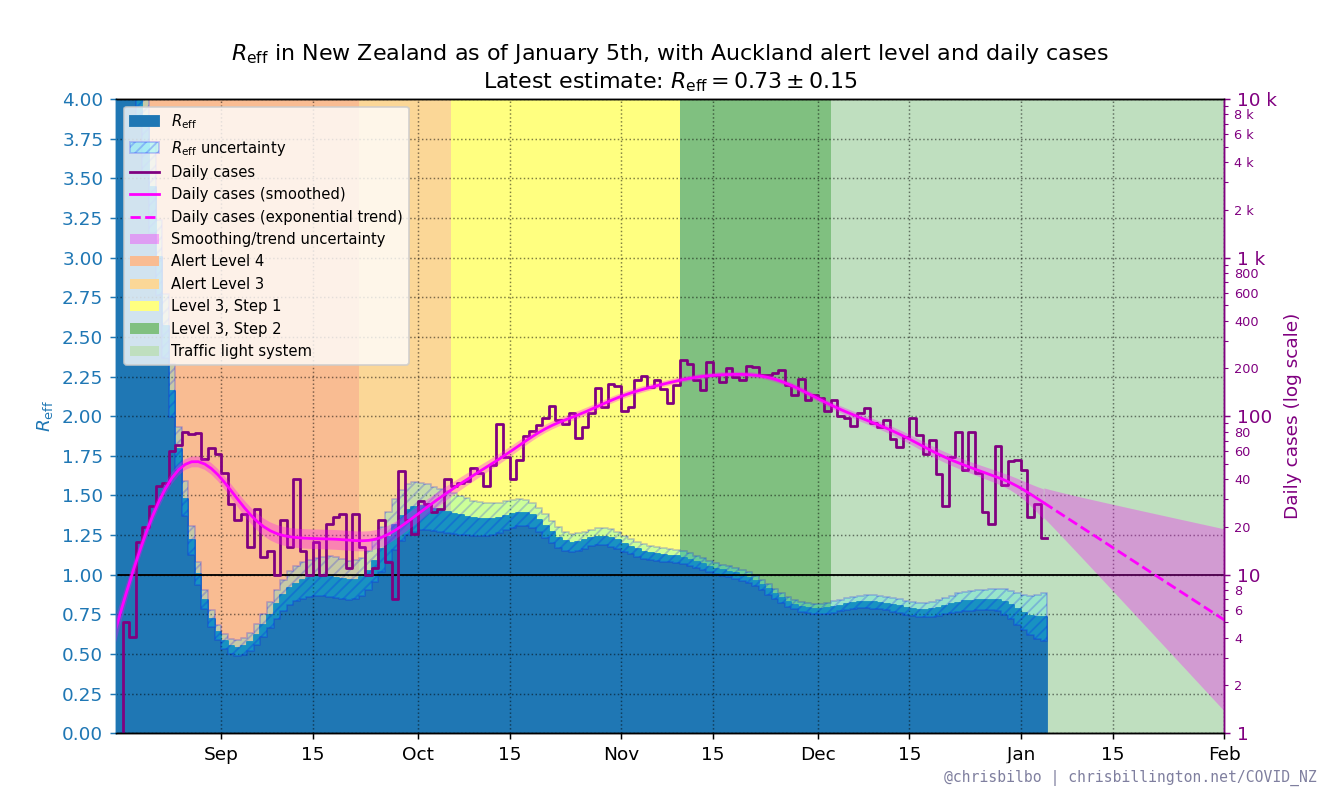 R_eff in New Zealand as of January 5th, with Auckland alert level and daily cases
Latest estimate: R_eff = 0.73 ± 0.15
R_eff
R_eff uncertainty
Daily cases
Daily cases (smoothed)
Daily cases (exponential trend)
Smoothing/trend uncertainty
Alert Level 4
Alert Level 3
Level 3, Step 1
Level 3, Step 2
Traffic light system
R_eff
4.00
3.75
3.50
3.25
3.00
2.75
2.50
2.25
2.00
1.75
1.50
1.25
1.00
0.75
0.50
0.25
0.00
10 k
8 k
6 k
4 k
2 k
1 k
800
600
400
200
100
80
60
40
20
10
8
6
4
2
1
Daily cases (log scale)
Sep 15 Oct 15 Nov 15 Dec 15 Jan 15 Feb
@chrisbilbo | chrisbillington.net/COVID_NZ